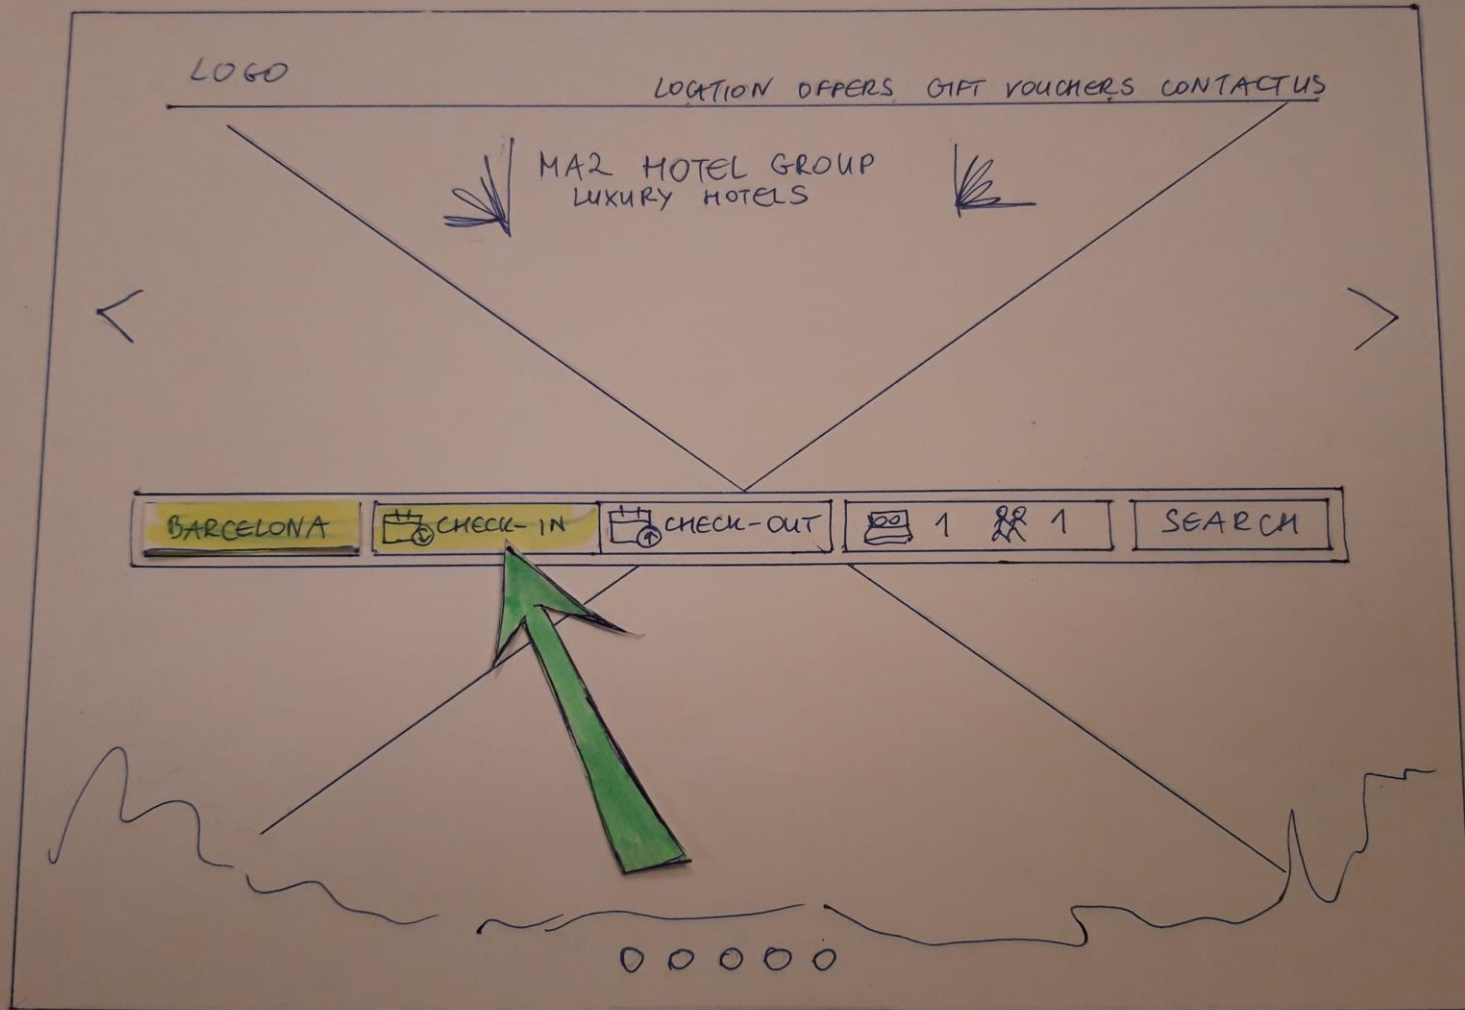 LOGO
LOCATION OFFERS GIFT VOUCHERS CONTACT US
MA2 HOTEL GROUP
LUXURY HOTELS
BARCELONA CHECK-IN CHECK-OUT 1 1 SEARCH